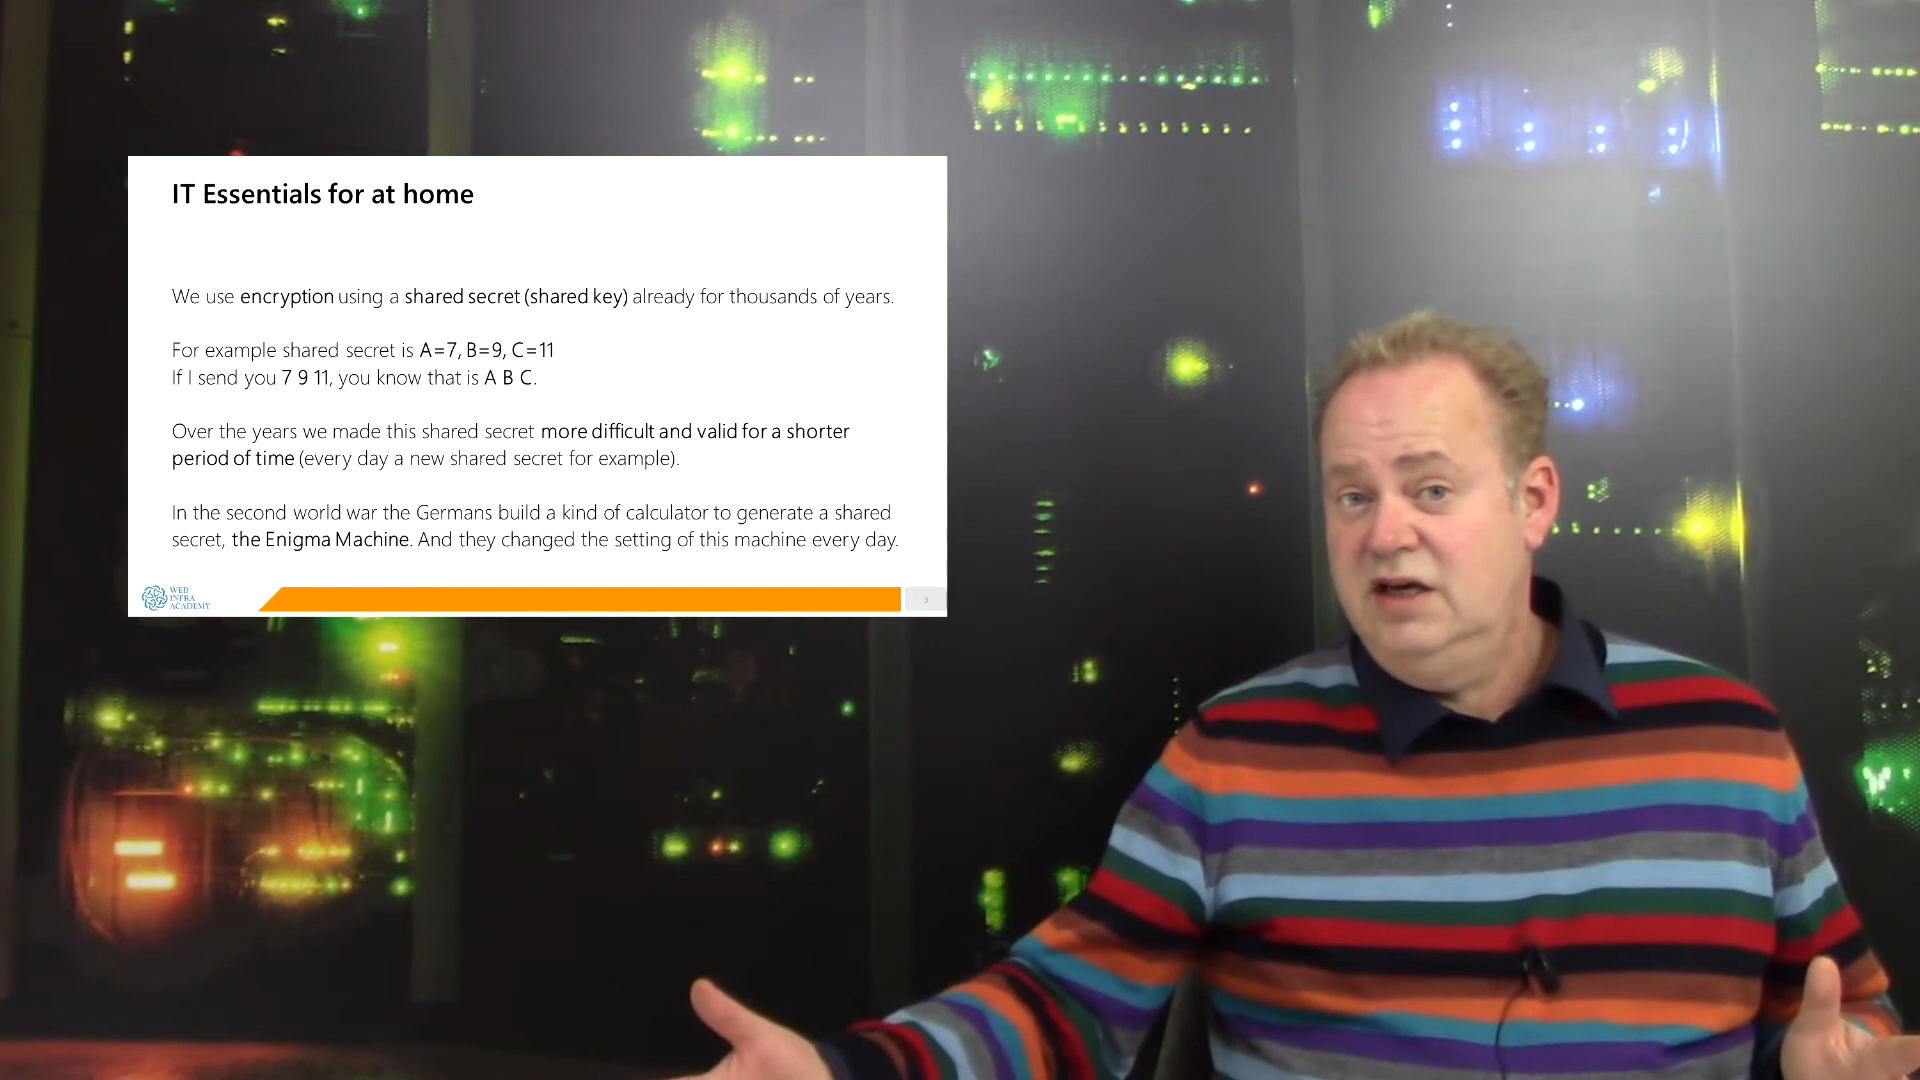 IT Essentials for at home
We use encryption using a shared secret (shared key) already for thousands of years.
For example shared secret is A=7, B=9, C=11
If I send you 7 9 11, you know that is A B C.
Over the years we made this shared secret more difficult and valid for a shorter
period of time (every day a new shared secret for example).
In the second world war the Germans build a kind of calculator to generate a shared
secret, the Enigma Machine. And they changed the setting of this machine every day.
WEB
INFRA
ACADEMY